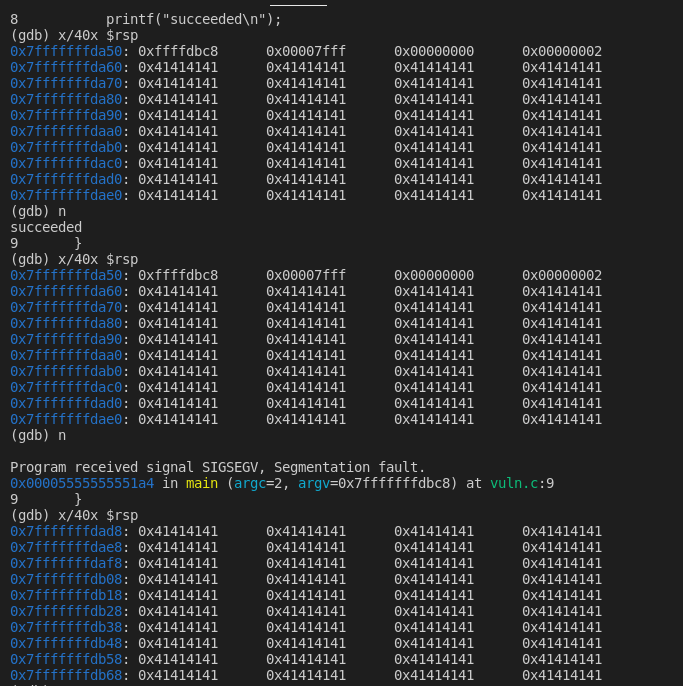 8           printf("succeeded\n");
(gdb) x/40x $rsp
0x7fffffffda50: 0xffffdbc8      0x00007fff      0x00000000      0x00000002
0x7fffffffda60: 0x41414141      0x41414141      0x41414141      0x41414141
0x7fffffffda70: 0x41414141      0x41414141      0x41414141      0x41414141
0x7fffffffda80: 0x41414141      0x41414141      0x41414141      0x41414141
0x7fffffffda90: 0x41414141      0x41414141      0x41414141      0x41414141
0x7fffffffdaa0: 0x41414141      0x41414141      0x41414141      0x41414141
0x7fffffffdab0: 0x41414141      0x41414141      0x41414141      0x41414141
0x7fffffffdac0: 0x41414141      0x41414141      0x41414141      0x41414141
0x7fffffffdad0: 0x41414141      0x41414141      0x41414141      0x41414141
0x7fffffffdae0: 0x41414141      0x41414141      0x41414141      0x41414141
(gdb) n
succeeded
9       }
(gdb) x/40x $rsp
0x7fffffffda50: 0xffffdbc8      0x00007fff      0x00000000      0x00000002
0x7fffffffda60: 0x41414141      0x41414141      0x41414141      0x41414141
0x7fffffffda70: 0x41414141      0x41414141      0x41414141      0x41414141
0x7fffffffda80: 0x41414141      0x41414141      0x41414141      0x41414141
0x7fffffffda90: 0x41414141      0x41414141      0x41414141      0x41414141
0x7fffffffdaa0: 0x41414141      0x41414141      0x41414141      0x41414141
0x7fffffffdab0: 0x41414141      0x41414141      0x41414141      0x41414141
0x7fffffffdac0: 0x41414141      0x41414141      0x41414141      0x41414141
0x7fffffffdad0: 0x41414141      0x41414141      0x41414141      0x41414141
0x7fffffffdae0: 0x41414141      0x41414141      0x41414141      0x41414141
(gdb) n
Program received signal SIGSEGV, Segmentation fault.
0x00005555555551a4 in main (argc=2, argv=0x7fffffffdbc8) at vuln.c:9
9       }
(gdb) x/40x $rsp
0x7fffffffdad8: 0x41414141      0x41414141      0x41414141      0x41414141
0x7fffffffdae8: 0x41414141      0x41414141      0x41414141      0x41414141
0x7fffffffdaf8: 0x41414141      0x41414141      0x41414141      0x41414141
0x7fffffffdb08: 0x41414141      0x41414141      0x41414141      0x41414141
0x7fffffffdb18: 0x41414141      0x41414141      0x41414141      0x41414141
0x7fffffffdb28: 0x41414141      0x41414141      0x41414141      0x41414141
0x7fffffffdb38: 0x41414141      0x41414141      0x41414141      0x41414141
0x7fffffffdb48: 0x41414141      0x41414141      0x41414141      0x41414141
0x7fffffffdb58: 0x41414141      0x41414141      0x41414141      0x41414141
0x7fffffffdb68: 0x41414141      0x41414141      0x41414141      0x41414141